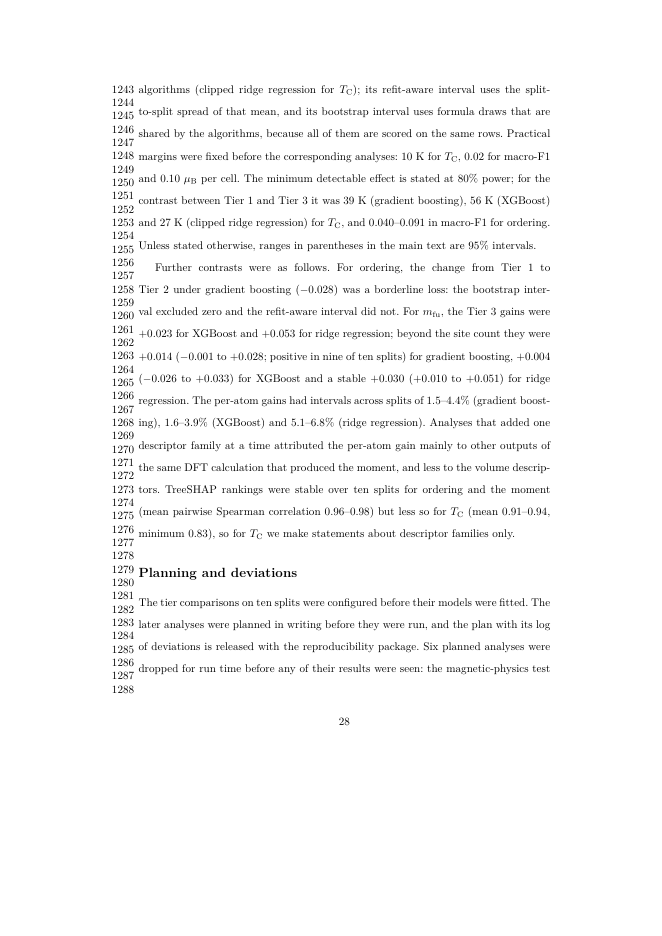 1243 algorithms (clipped ridge regression for T_C); its refit-aware interval uses the split-
1244
1245 to-split spread of that mean, and its bootstrap interval uses formula draws that are
1246 shared by the algorithms, because all of them are scored on the same rows. Practical
1247
1248 margins were fixed before the corresponding analyses: 10 K for T_C, 0.02 for macro-F1
1249
1250 and 0.10 μ_B per cell. The minimum detectable effect is stated at 80% power; for the
1251 contrast between Tier 1 and Tier 3 it was 39 K (gradient boosting), 56 K (XGBoost)
1252
1253 and 27 K (clipped ridge regression) for T_C, and 0.040–0.091 in macro-F1 for ordering.
1254
1255 Unless stated otherwise, ranges in parentheses in the main text are 95% intervals.
1256 Further contrasts were as follows. For ordering, the change from Tier 1 to
1257
1258 Tier 2 under gradient boosting (−0.028) was a borderline loss: the bootstrap inter-
1259
1260 val excluded zero and the refit-aware interval did not. For m_fu, the Tier 3 gains were
1261 +0.023 for XGBoost and +0.053 for ridge regression; beyond the site count they were
1262
1263 +0.014 (−0.001 to +0.028; positive in nine of ten splits) for gradient boosting, +0.004
1264
1265 (−0.026 to +0.033) for XGBoost and a stable +0.030 (+0.010 to +0.051) for ridge
1266 regression. The per-atom gains had intervals across splits of 1.5–4.4% (gradient boost-
1267
1268 ing), 1.6–3.9% (XGBoost) and 5.1–6.8% (ridge regression). Analyses that added one
1269
1270 descriptor family at a time attributed the per-atom gain mainly to other outputs of
1271 the same DFT calculation that produced the moment, and less to the volume descrip-
1272
1273 tors. TreeSHAP rankings were stable over ten splits for ordering and the moment
1274
1275 (mean pairwise Spearman correlation 0.96–0.98) but less so for T_C (mean 0.91–0.94,
1276 minimum 0.83), so for T_C we make statements about descriptor families only.
1277
1278
1279 Planning and deviations
1280
1281 The tier comparisons on ten splits were configured before their models were fitted. The
1282
1283 later analyses were planned in writing before they were run, and the plan with its log
1284
1285 of deviations is released with the reproducibility package. Six planned analyses were
1286 dropped for run time before any of their results were seen: the magnetic-physics test
1287
1288
28